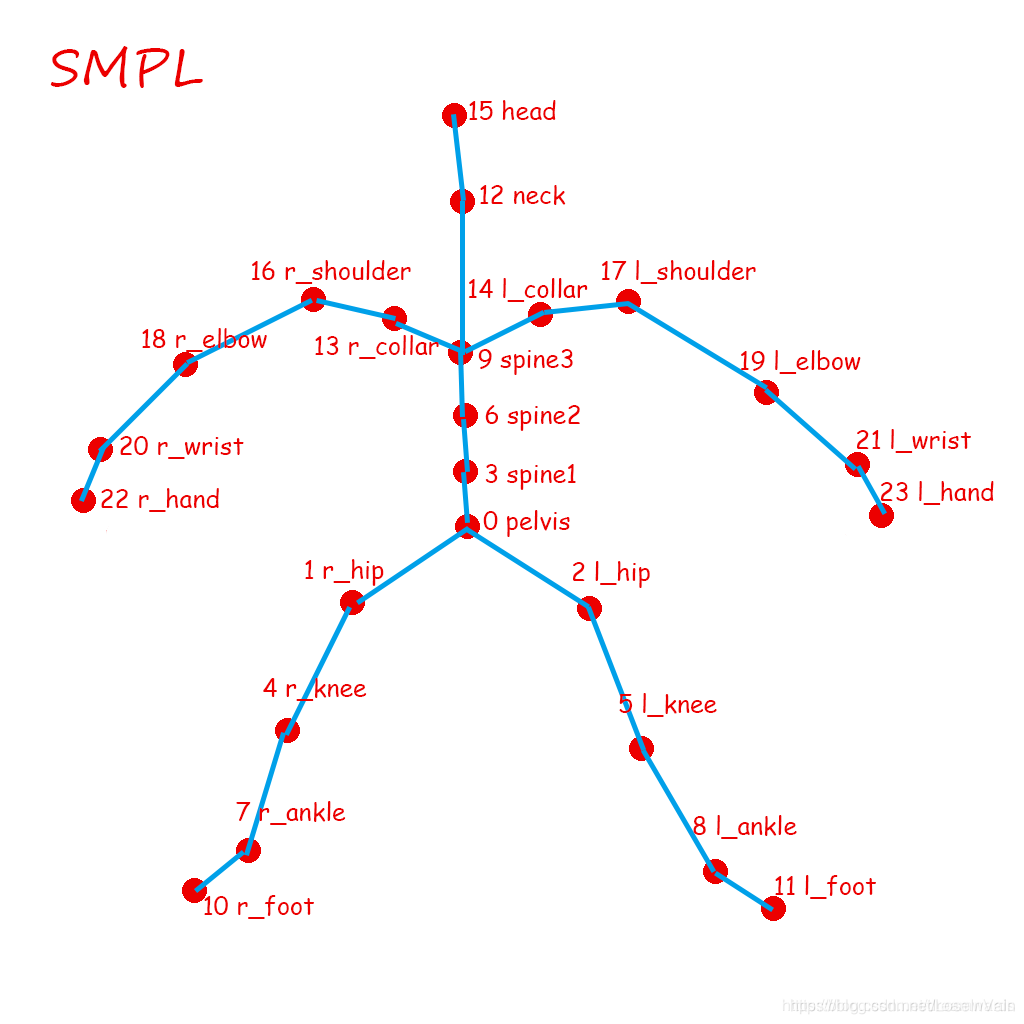 SMPL
15 head
12 neck
16 r_shoulder
17 l_shoulder
14 l_collar
18 r_elbow
13 r_collar
9 spine3
19 l_elbow
6 spine2
20 r_wrist
21 l_wrist
3 spine1
22 r_hand
23 l_hand
0 pelvis
1 r_hip
2 l_hip
4 r_knee
5 l_knee
7 r_ankle
8 l_ankle
10 r_foot
11 l_foot